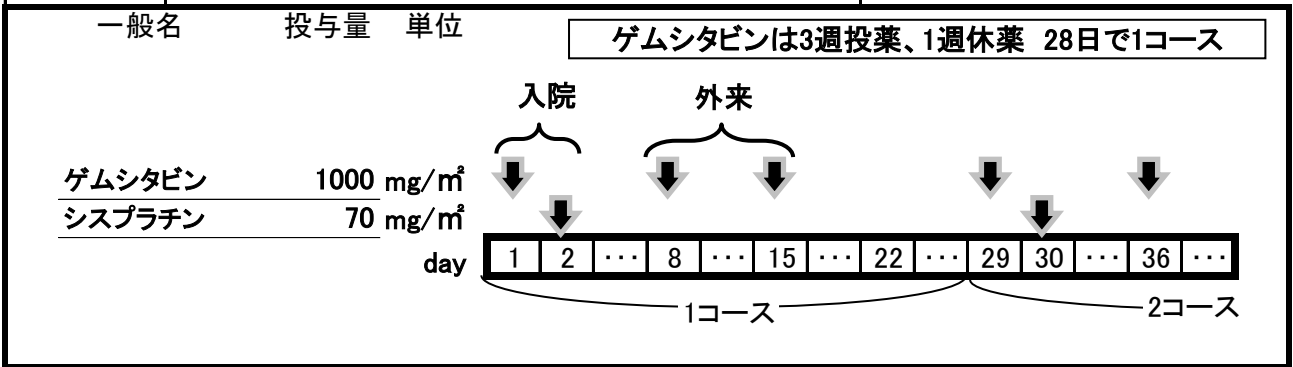 一般名 投与量 単位
ゲムシタビンは3週投薬、1週休薬 28日で1コース
入院 外来
ゲムシタビン 1000 mg/㎡
シスプラチン 70 mg/㎡
day 1 2 ・・・ 8 ・・・ 15 ・・・ 22 ・・・ 29 30 ・・・ 36 ・・・
1コース 2コース